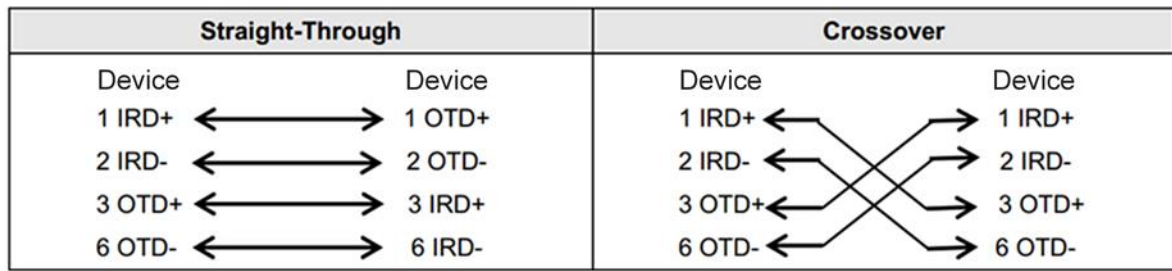 Straight-Through Crossover
Device Device Device Device
1 IRD+ 1 OTD+ 1 IRD+ 1 IRD+
2 IRD- 2 OTD- 2 IRD- 2 IRD-
3 OTD+ 3 IRD+ 3 OTD+ 3 OTD+
6 OTD- 6 IRD- 6 OTD- 6 OTD-